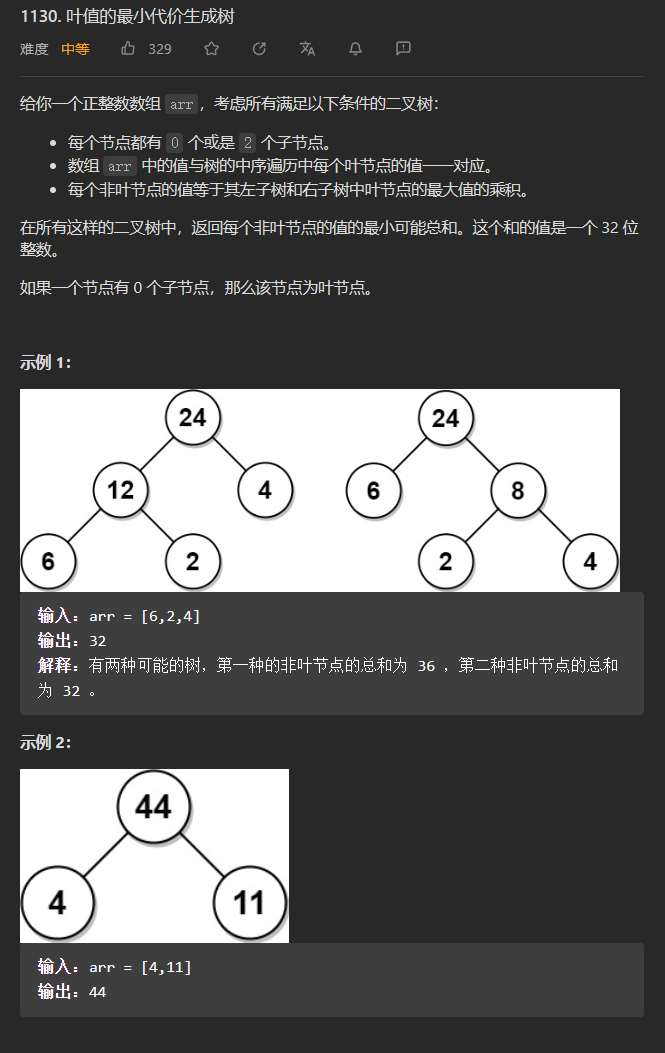 1130. 叶值的最小代价生成树
难度 中等 329
给你一个正整数数组 arr，考虑所有满足以下条件的二叉树：
每个节点都有 0 个或是 2 个子节点。
数组 arr 中的值与树的中序遍历中每个叶节点的值一一对应。
每个非叶节点的值等于其左子树和右子树中叶节点的最大值的乘积。
在所有这样的二叉树中，返回每个非叶节点的值的最小可能总和。这个和的值是一个 32 位
整数。
如果一个节点有 0 个子节点，那么该节点为叶节点。
示例 1：
24 24
12 4 6 8
6 2 2 4
输入：arr = [6,2,4]
输出：32
解释：有两种可能的树，第一种的非叶节点的总和为 36 ，第二种非叶节点的总和
为 32 。
示例 2：
44
4 11
输入：arr = [4,11]
输出：44